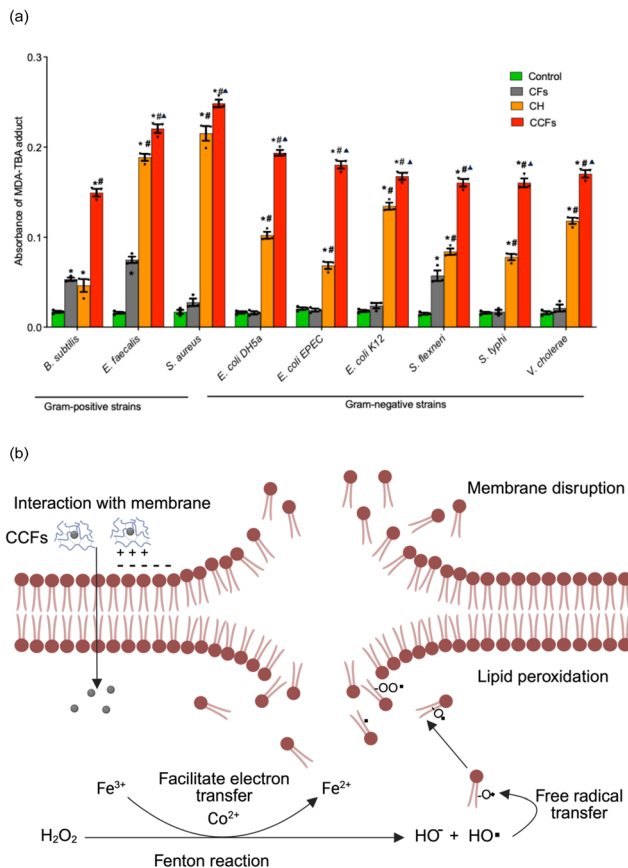 (a)
Absorbance of MDA-TBA adduct
0.3
0.2
0.1
0.0
Control
CFs
CH
CCFs
*#
*
*
*#▲
*#
*
*#▲
*#
*#▲
*#
*#▲
*#
*#▲
*#
*#▲
*#
*
*#▲
*#
*#▲
*#
B. subtilis
E. faecalis
S. aureus
E. coli DH5a
E. coli EPEC
E. coli K12
S. flexneri
S. typhi
V. cholerae
Gram-positive strains
Gram-negative strains
(b)
Interaction with membrane
Membrane disruption
CCFs
+ + +
- - - - -
Lipid peroxidation
-OO▪
▪
-O▪
Fe³⁺
Facilitate electron
transfer
Fe²⁺
Co²⁺
-O▪
Free radical
transfer
H₂O₂
HO⁻ + HO▪
Fenton reaction